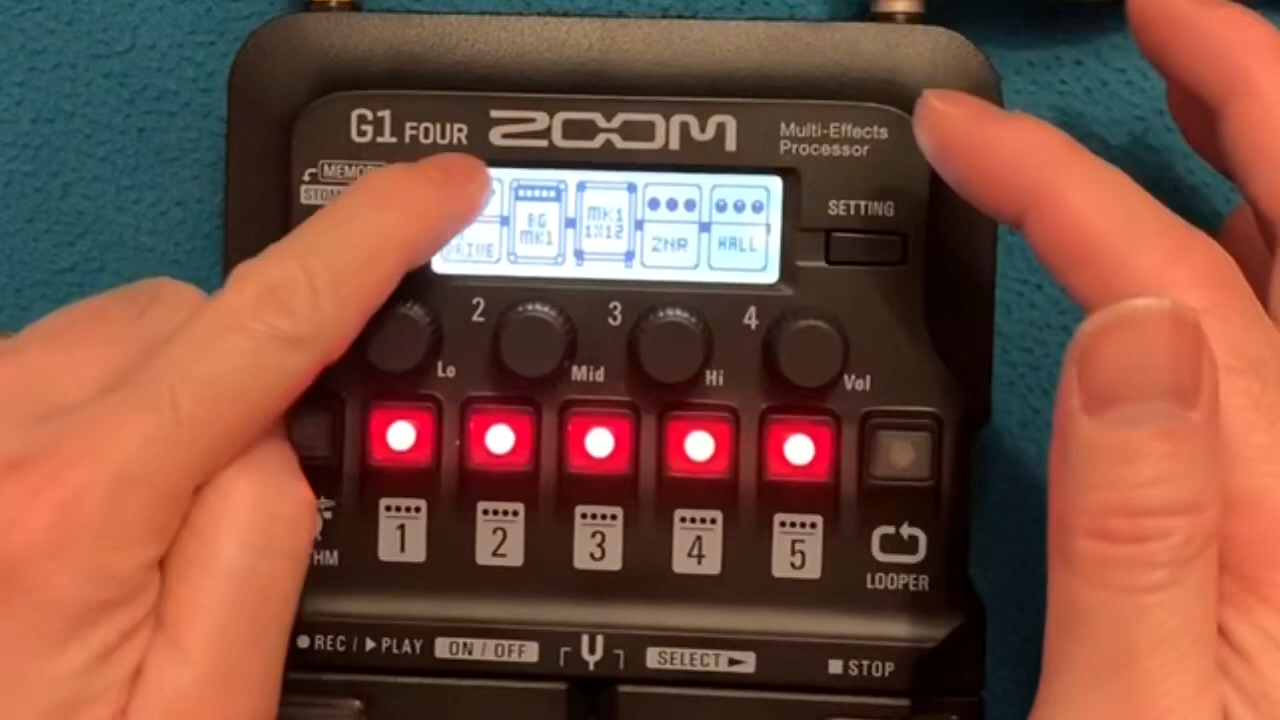 G1 FOUR ZOOM Multi-Effects
Processor
DRIVE
BG
MK1
MK1
1X12
ZNR
HALL
SETTING
2 3 4
Lo Mid Hi Vol
1 2 3 4 5
LOOPER
REC / PLAY ON / OFF SELECT STOP